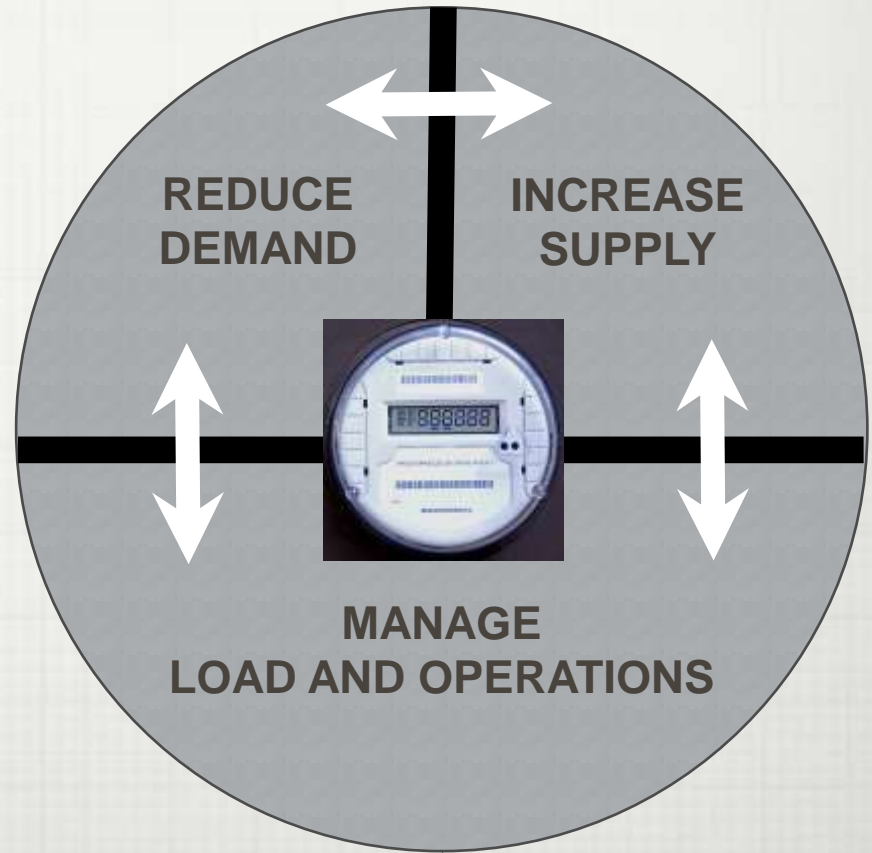 REDUCE
DEMAND
INCREASE
SUPPLY
MANAGE
LOAD AND OPERATIONS